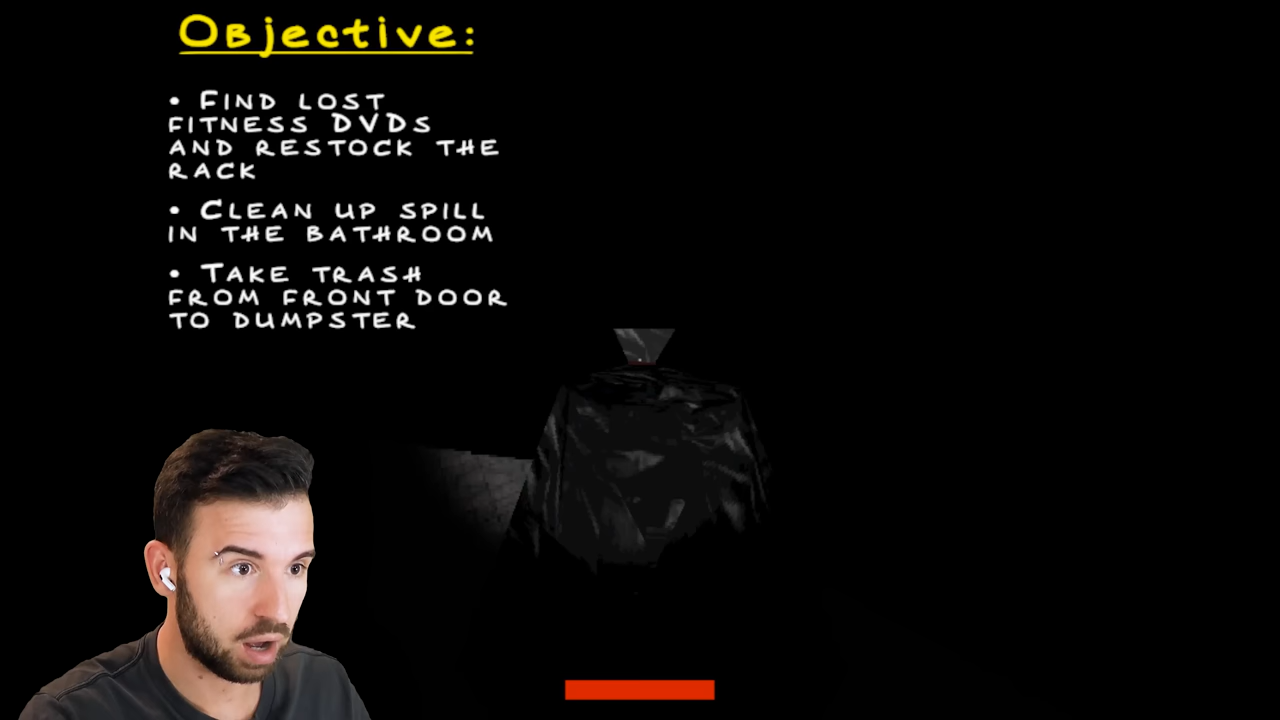 Objective:
• Find lost
fitness DVDs
and restock the
rack
• Clean up spill
in the bathroom
• Take trash
from front door
to dumpster